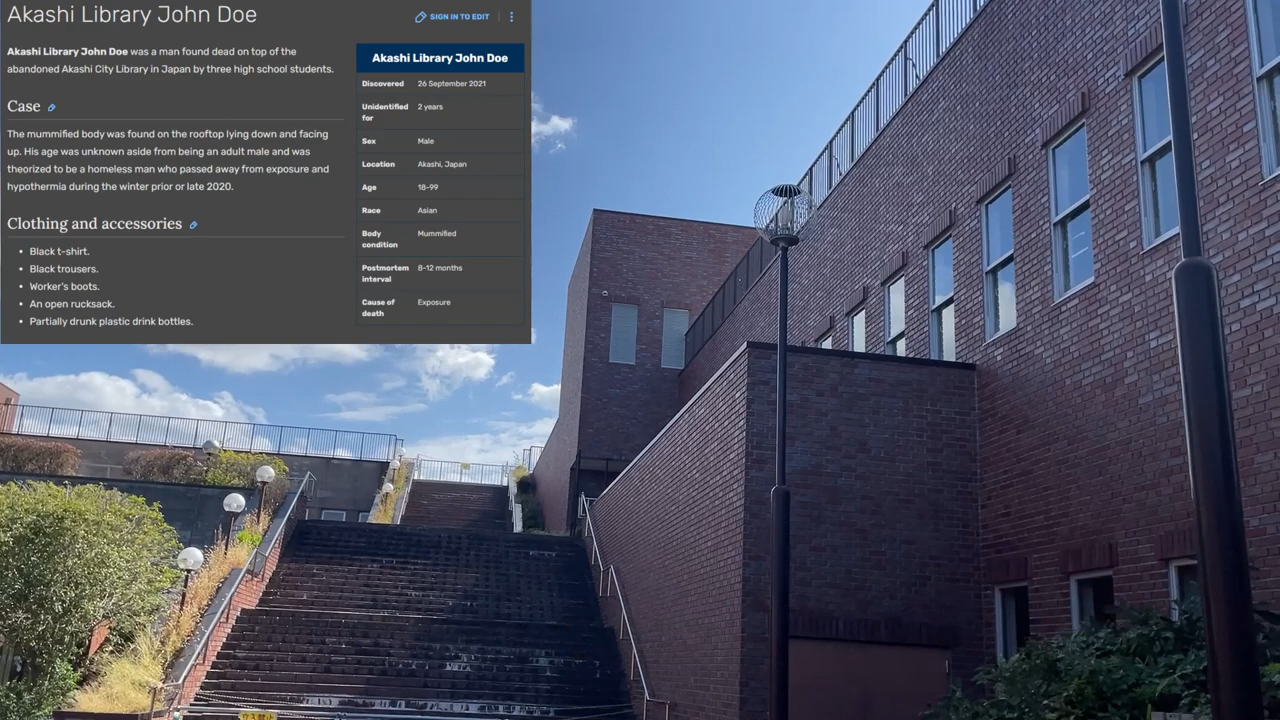 Akashi Library John Doe
SIGN IN TO EDIT
Akashi Library John Doe was a man found dead on top of the
abandoned Akashi City Library in Japan by three high school students.
Case
The mummified body was found on the rooftop lying down and facing
up. His age was unknown aside from being an adult male and was
theorized to be a homeless man who passed away from exposure and
hypothermia during the winter prior or late 2020.
Clothing and accessories
• Black t-shirt.
• Black trousers.
• Worker's boots.
• An open rucksack.
• Partially drunk plastic drink bottles.
Akashi Library John Doe
Discovered 26 September 2021
Unidentified for 2 years
Sex Male
Location Akashi, Japan
Age 18-99
Race Asian
Body condition Mummified
Postmortem interval 8-12 months
Cause of death Exposure